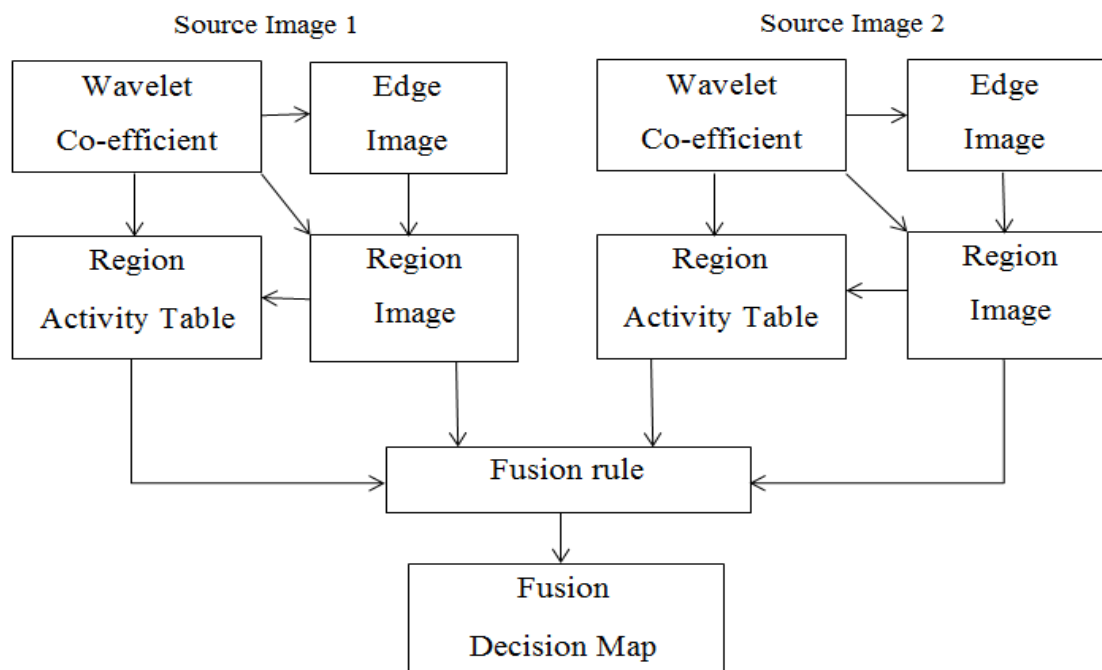 Source Image 1
Source Image 2
Wavelet
Co-efficient
Edge
Image
Wavelet
Co-efficient
Edge
Image
Region
Activity Table
Region
Image
Region
Activity Table
Region
Image
Fusion rule
Fusion
Decision Map